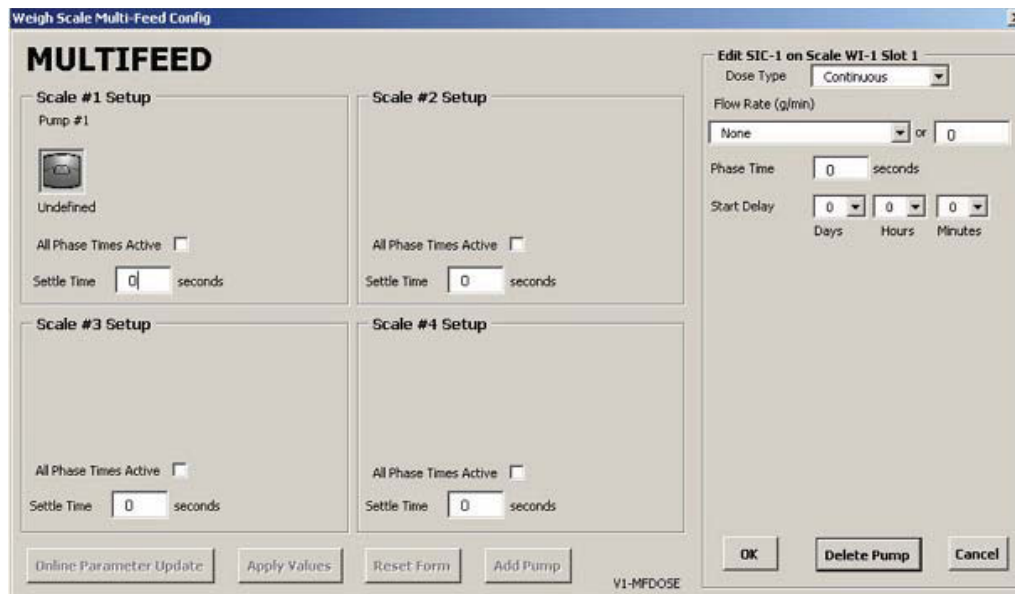 Weigh Scale Multi-Feed Config
MULTIFEED
Scale #1 Setup
Pump #1
Undefined
All Phase Times Active
Settle Time 0 seconds
Scale #2 Setup
All Phase Times Active
Settle Time 0 seconds
Scale #3 Setup
All Phase Times Active
Settle Time 0 seconds
Scale #4 Setup
All Phase Times Active
Settle Time 0 seconds
Online Parameter Update Apply Values Reset Form Add Pump
V1-MFDOSE
Edit SIC-1 on Scale WI-1 Slot 1
Dose Type Continuous
Flow Rate (g/min)
None or 0
Phase Time 0 seconds
Start Delay 0 0 0
Days Hours Minutes
OK Delete Pump Cancel